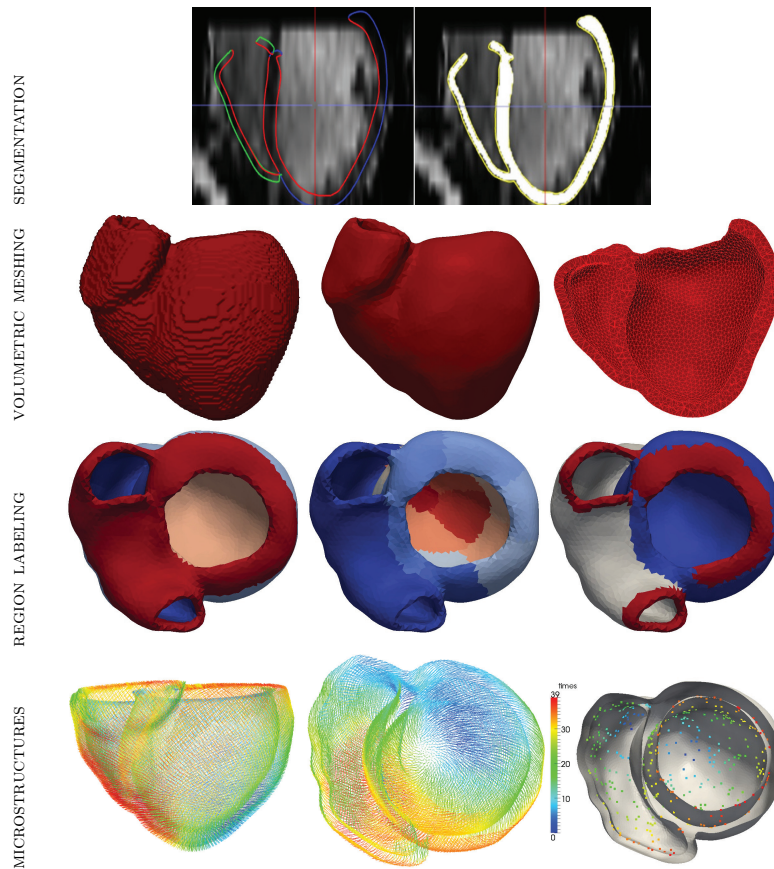 SEGMENTATION
VOLUMETRIC MESHING
REGION LABELING
MICROSTRUCTURES
times
39
30
20
10
0